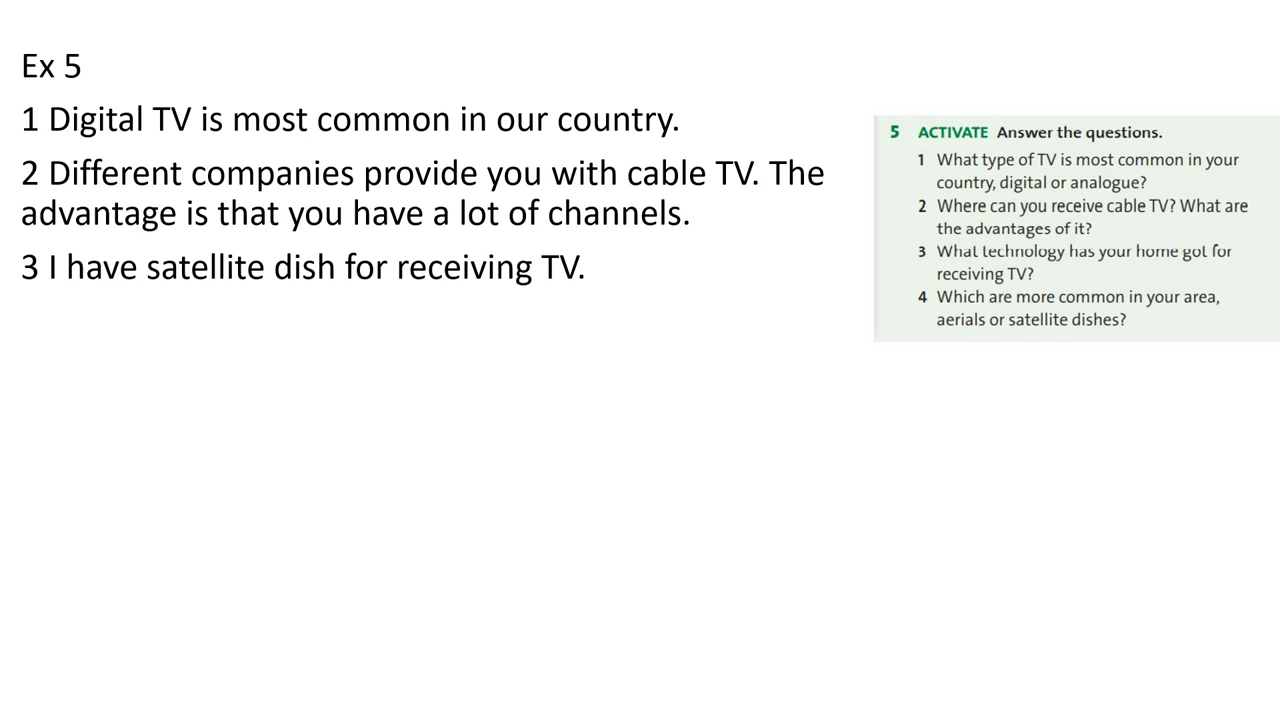 Ex 5
1 Digital TV is most common in our country.
2 Different companies provide you with cable TV. The
advantage is that you have a lot of channels.
3 I have satellite dish for receiving TV.
5 ACTIVATE Answer the questions.
1 What type of TV is most common in your
country, digital or analogue?
2 Where can you receive cable TV? What are
the advantages of it?
3 What technology has your home got for
receiving TV?
4 Which are more common in your area,
aerials or satellite dishes?